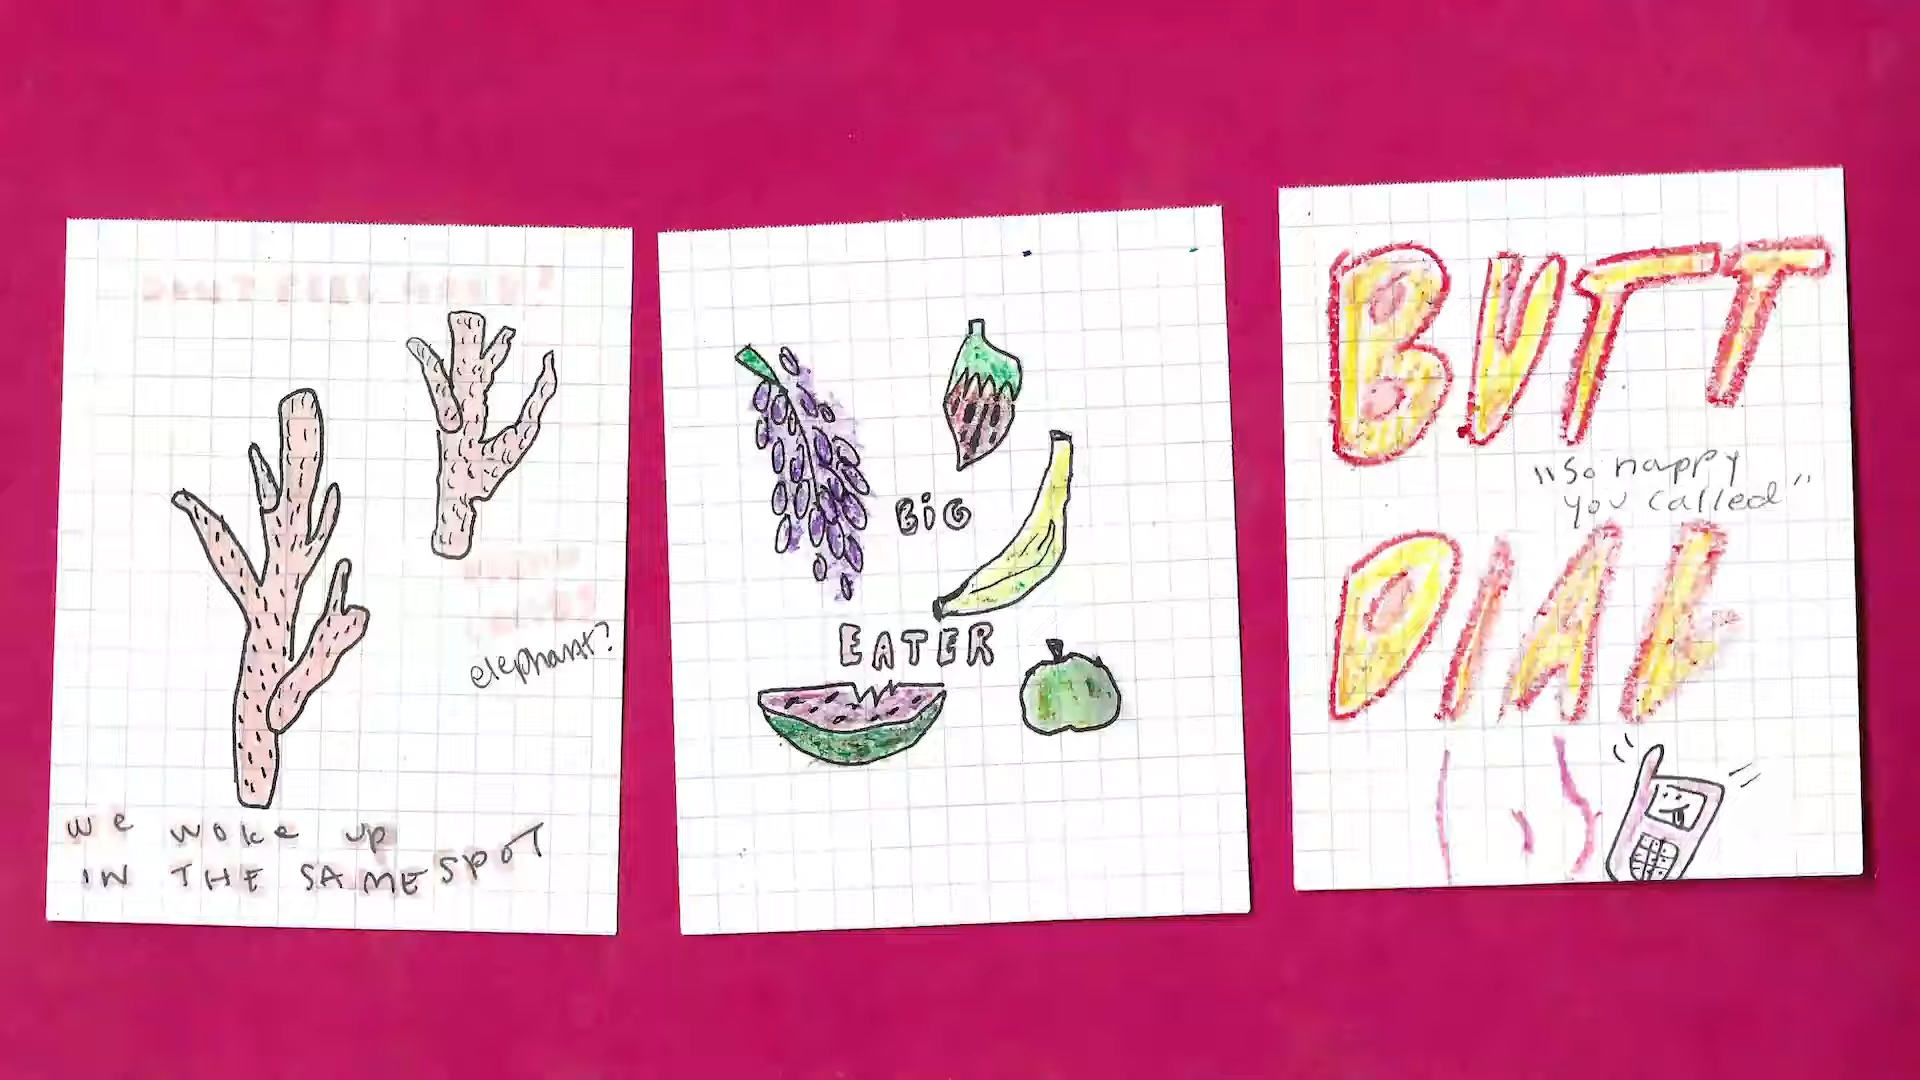 elephant?
we woke up
IN THE SAME SPOT
BiG
EATER
BUTT
"So happy
you called"
DIAL